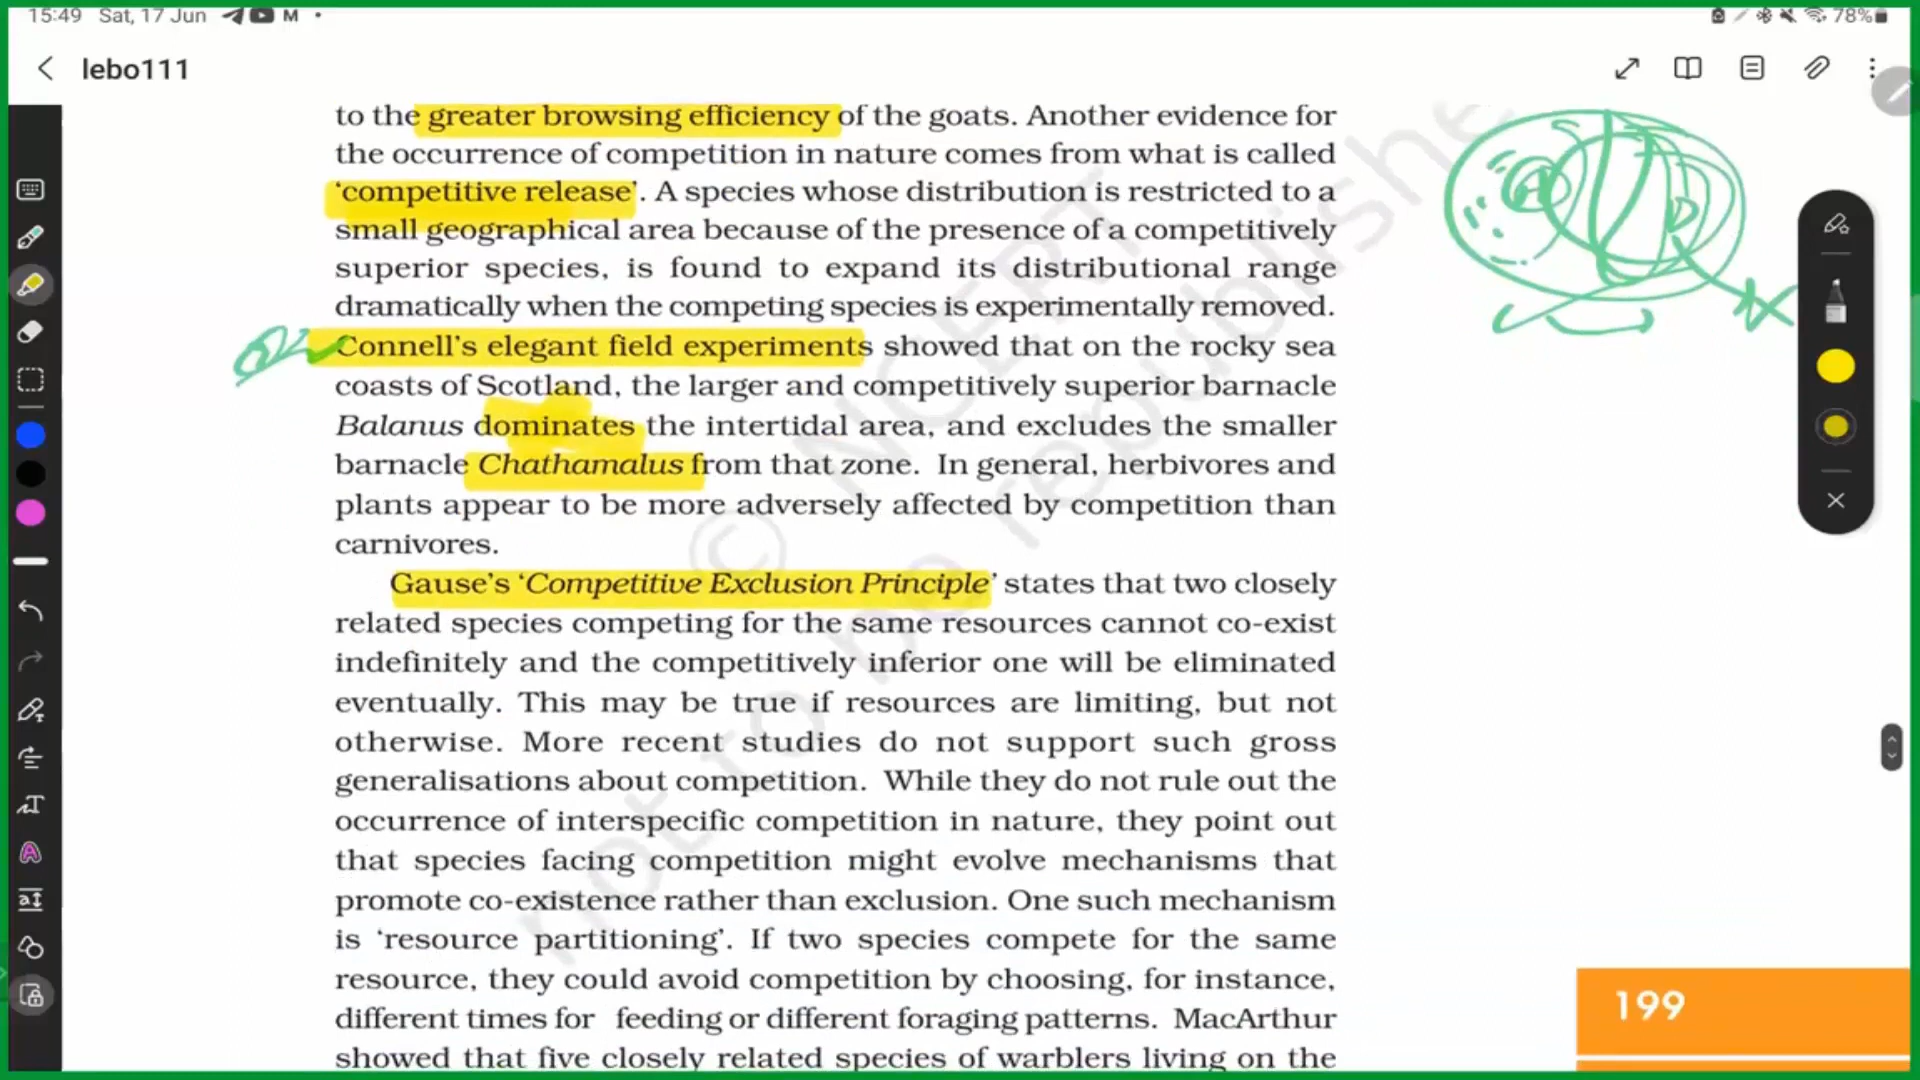 15:49 Sat, 17 Jun M 78%
lebo111
to the greater browsing efficiency of the goats. Another evidence for
the occurrence of competition in nature comes from what is called
‘competitive release’. A species whose distribution is restricted to a
small geographical area because of the presence of a competitively
superior species, is found to expand its distributional range
dramatically when the competing species is experimentally removed.
Connell’s elegant field experiments showed that on the rocky sea
coasts of Scotland, the larger and competitively superior barnacle
Balanus dominates the intertidal area, and excludes the smaller
barnacle Chathamalus from that zone. In general, herbivores and
plants appear to be more adversely affected by competition than
carnivores.
Gause’s ‘Competitive Exclusion Principle’ states that two closely
related species competing for the same resources cannot co-exist
indefinitely and the competitively inferior one will be eliminated
eventually. This may be true if resources are limiting, but not
otherwise. More recent studies do not support such gross
generalisations about competition. While they do not rule out the
occurrence of interspecific competition in nature, they point out
that species facing competition might evolve mechanisms that
promote co-existence rather than exclusion. One such mechanism
is ‘resource partitioning’. If two species compete for the same
resource, they could avoid competition by choosing, for instance,
different times for feeding or different foraging patterns. MacArthur
showed that five closely related species of warblers living on the
199
© NCERT
not to be republishe